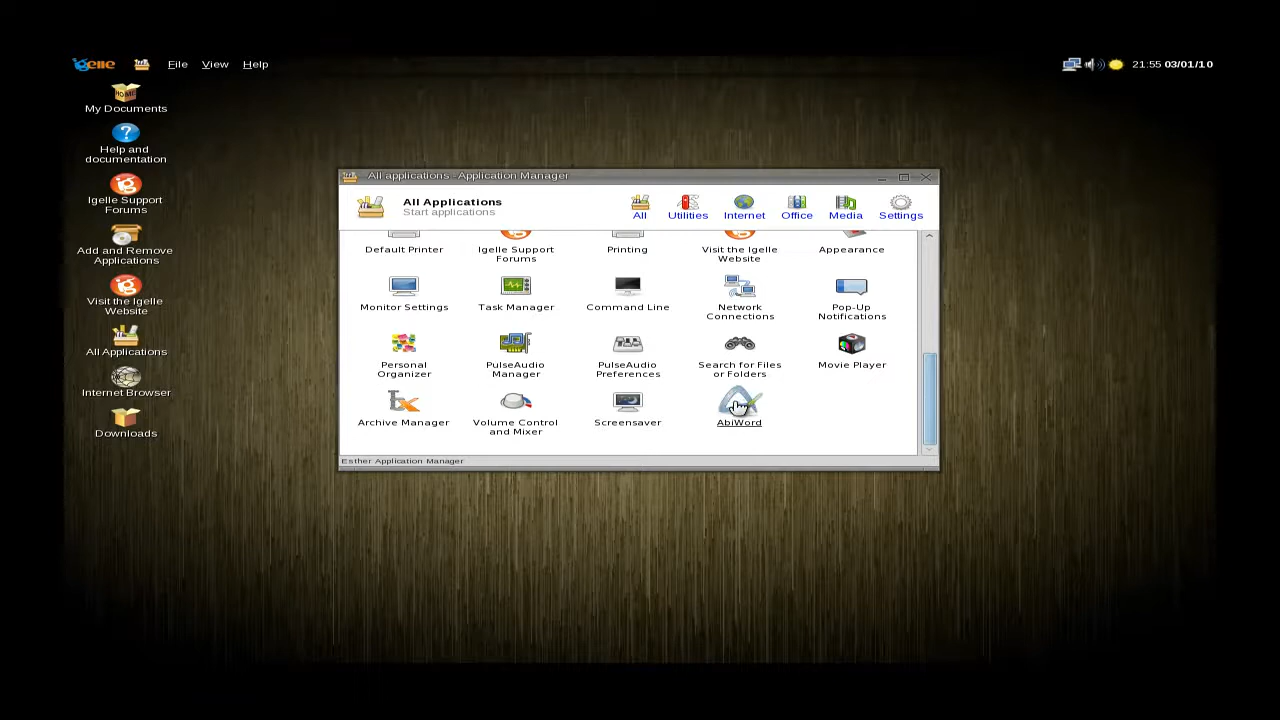 igelle File View Help
21:55 03/01/10
My Documents
Help and
documentation
Igelle Support
Forums
Add and Remove
Applications
Visit the Igelle
Website
All Applications
Internet Browser
Downloads
All applications - Application Manager
All Applications
Start applications
All Utilities Internet Office Media Settings
Default Printer
Igelle Support
Forums
Printing
Visit the Igelle
Website
Appearance
Monitor Settings
Task Manager
Command Line
Network
Connections
Pop-Up
Notifications
Personal
Organizer
PulseAudio
Manager
PulseAudio
Preferences
Search for Files
or Folders
Movie Player
Archive Manager
Volume Control
and Mixer
Screensaver
AbiWord
Esther Application Manager